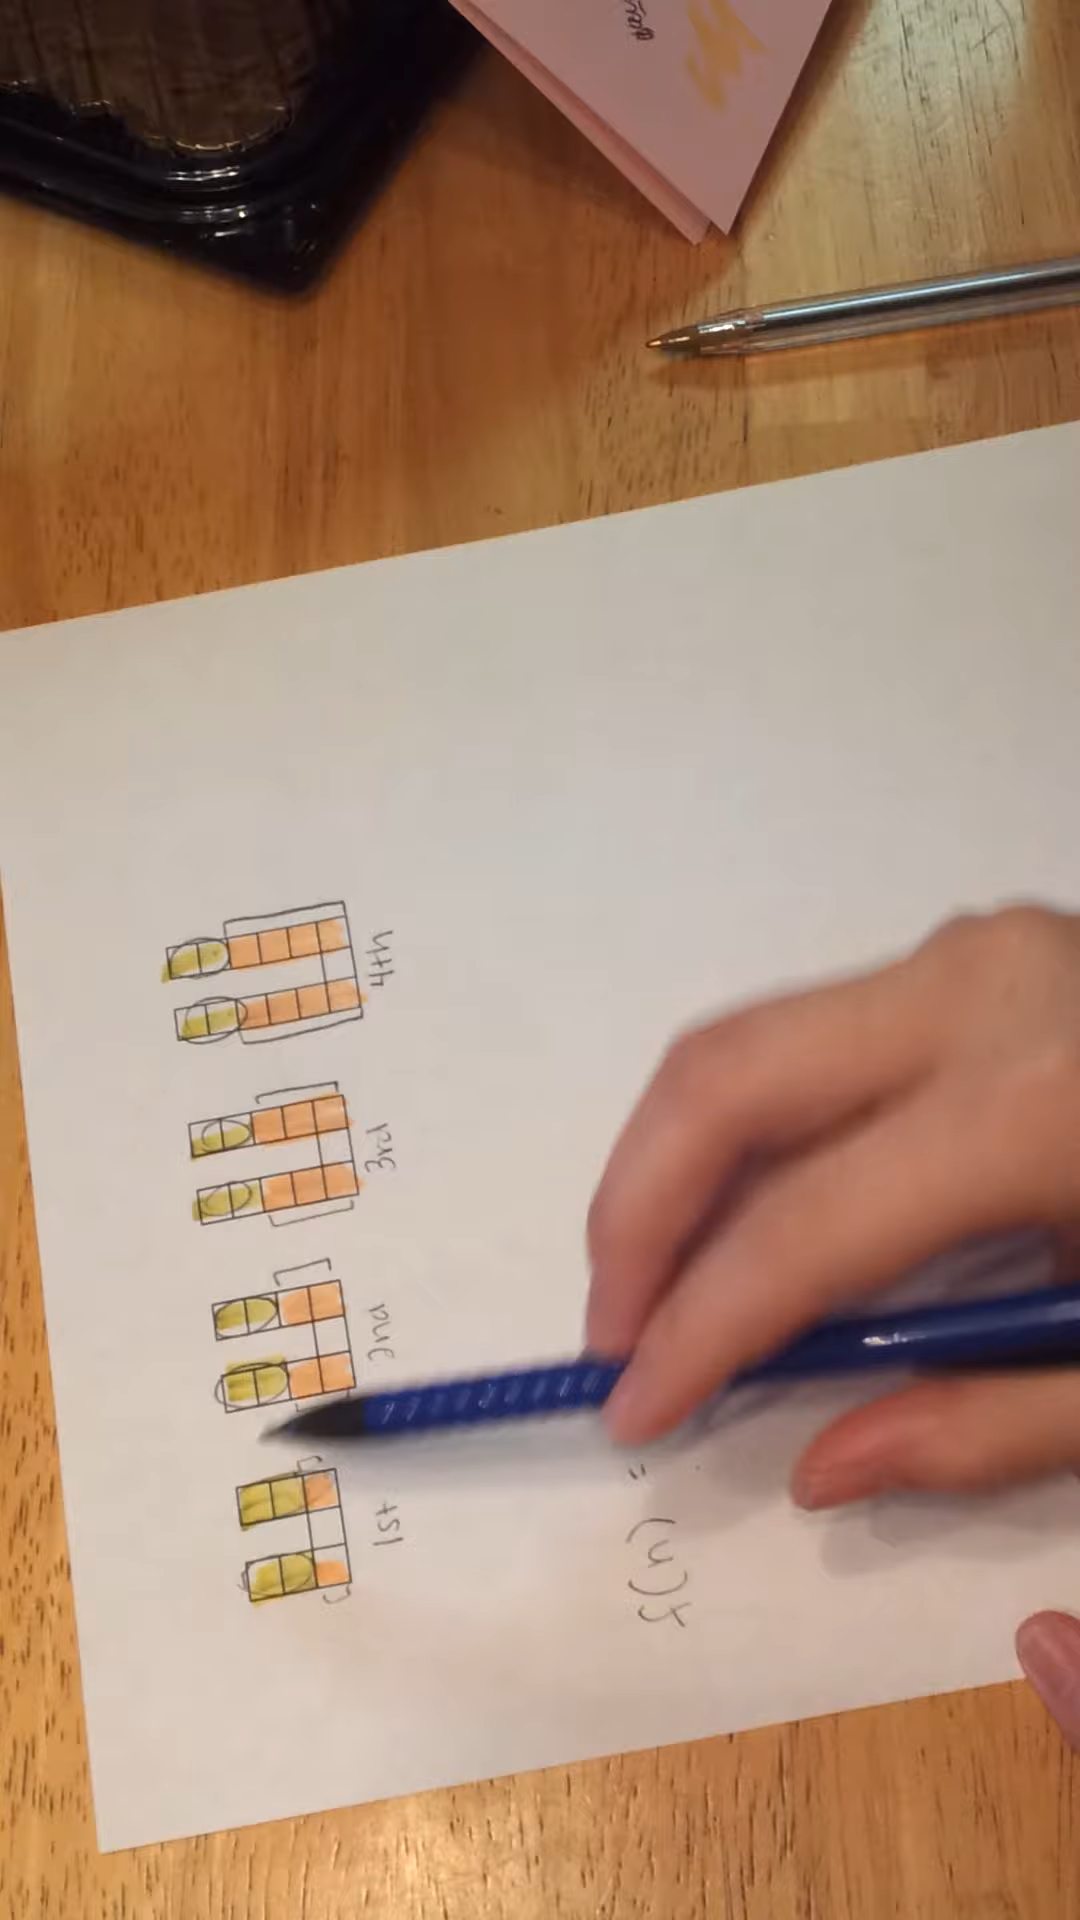 1st 2nd 3rd 4th
f(n) =